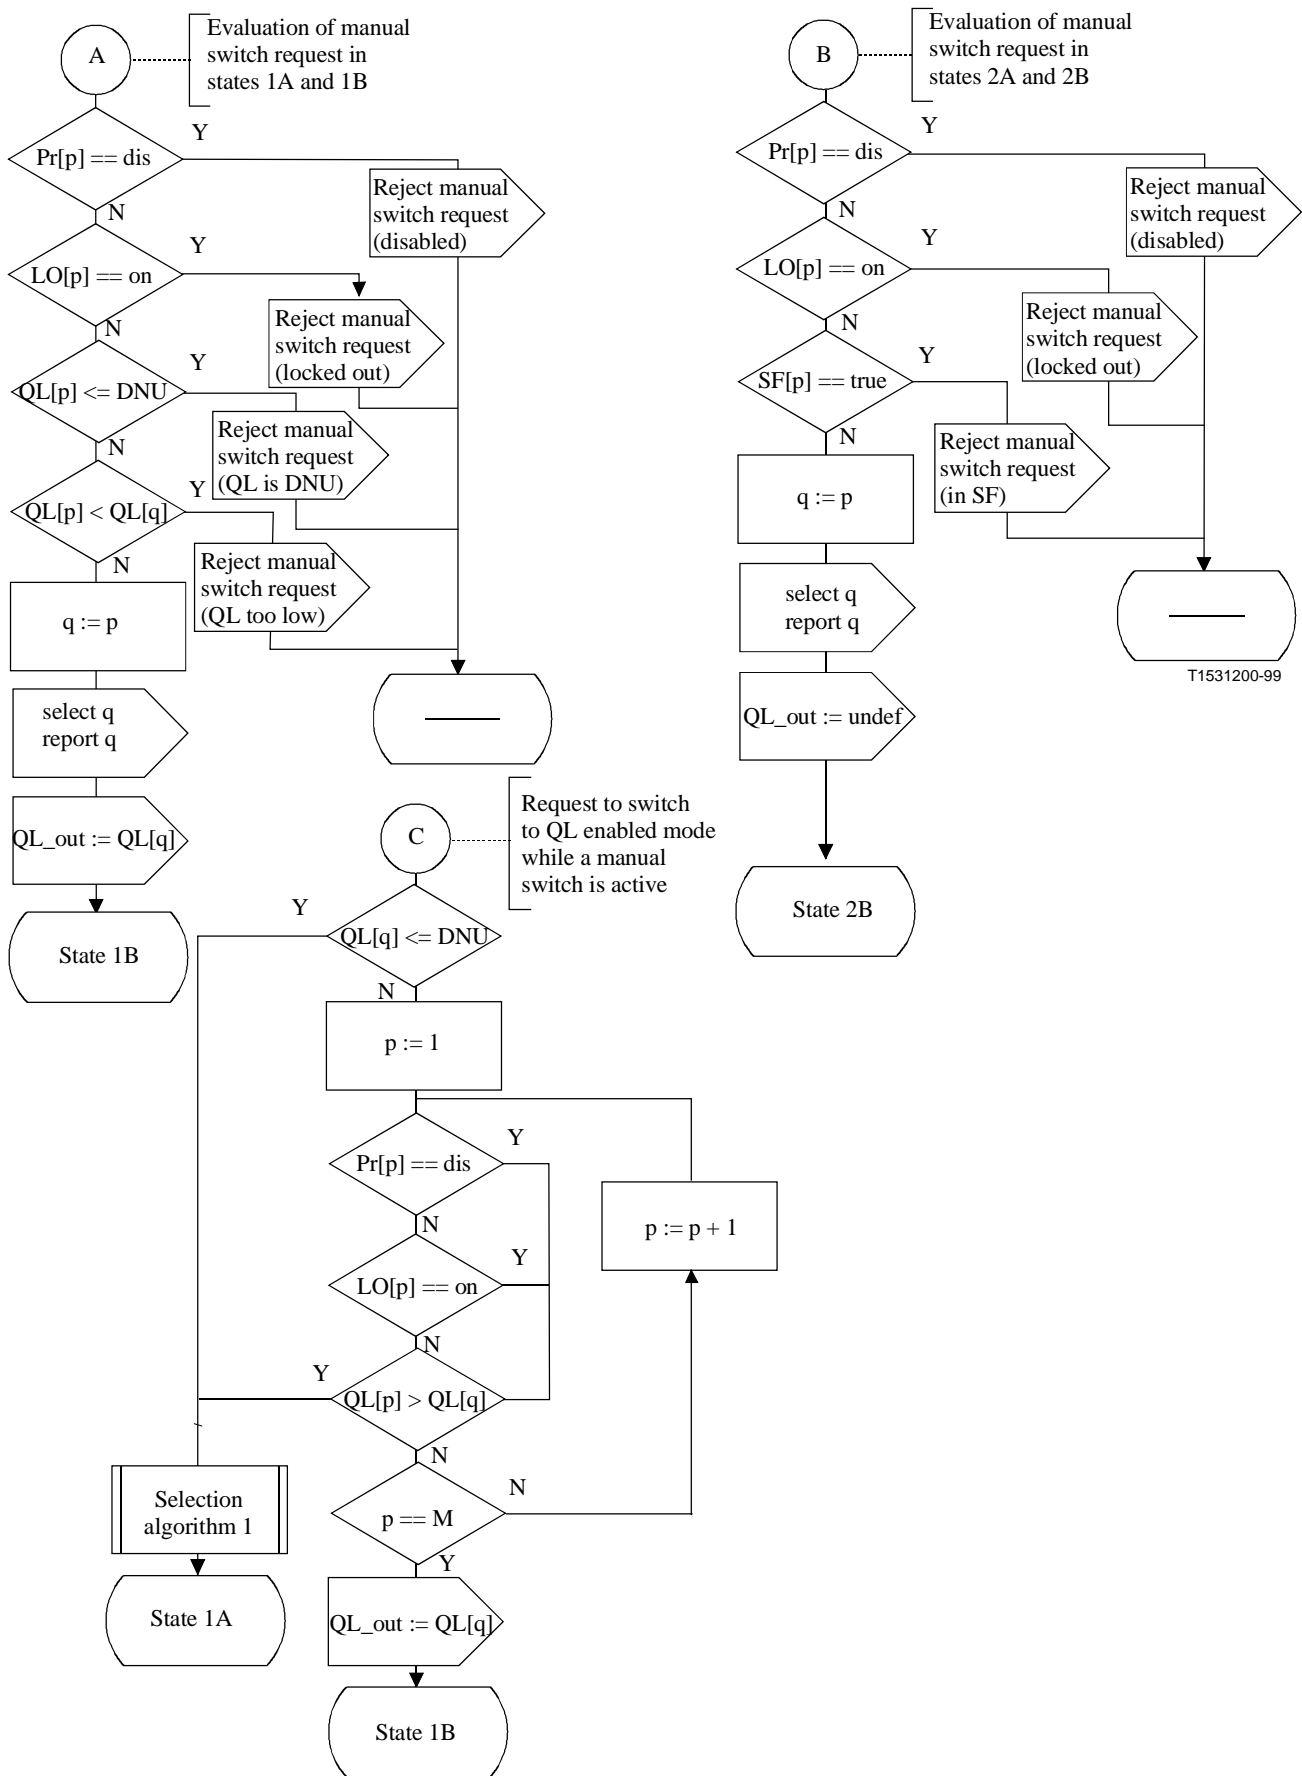 A
Evaluation of manual
switch request in
states 1A and 1B
Y
Pr[p] == dis
Reject manual
switch request
(disabled)
N
Y
LO[p] == on
Reject manual
switch request
(locked out)
N
Y
QL[p] <= DNU
Reject manual
switch request
(QL is DNU)
N
Y
QL[p] < QL[q]
Reject manual
switch request
(QL too low)
N
q := p
select q
report q
QL_out := QL[q]
State 1B
B
Evaluation of manual
switch request in
states 2A and 2B
Y
Pr[p] == dis
Reject manual
switch request
(disabled)
N
Y
LO[p] == on
Reject manual
switch request
(locked out)
N
Y
SF[p] == true
Reject manual
switch request
(in SF)
N
q := p
select q
report q
T1531200-99
QL_out := undef
State 2B
C
Request to switch
to QL enabled mode
while a manual
switch is active
Y
QL[q] <= DNU
N
p := 1
Y
Pr[p] == dis
N
p := p + 1
Y
LO[p] == on
N
Y
QL[p] > QL[q]
N
N
p == M
Y
Selection
algorithm 1
State 1A
QL_out := QL[q]
State 1B